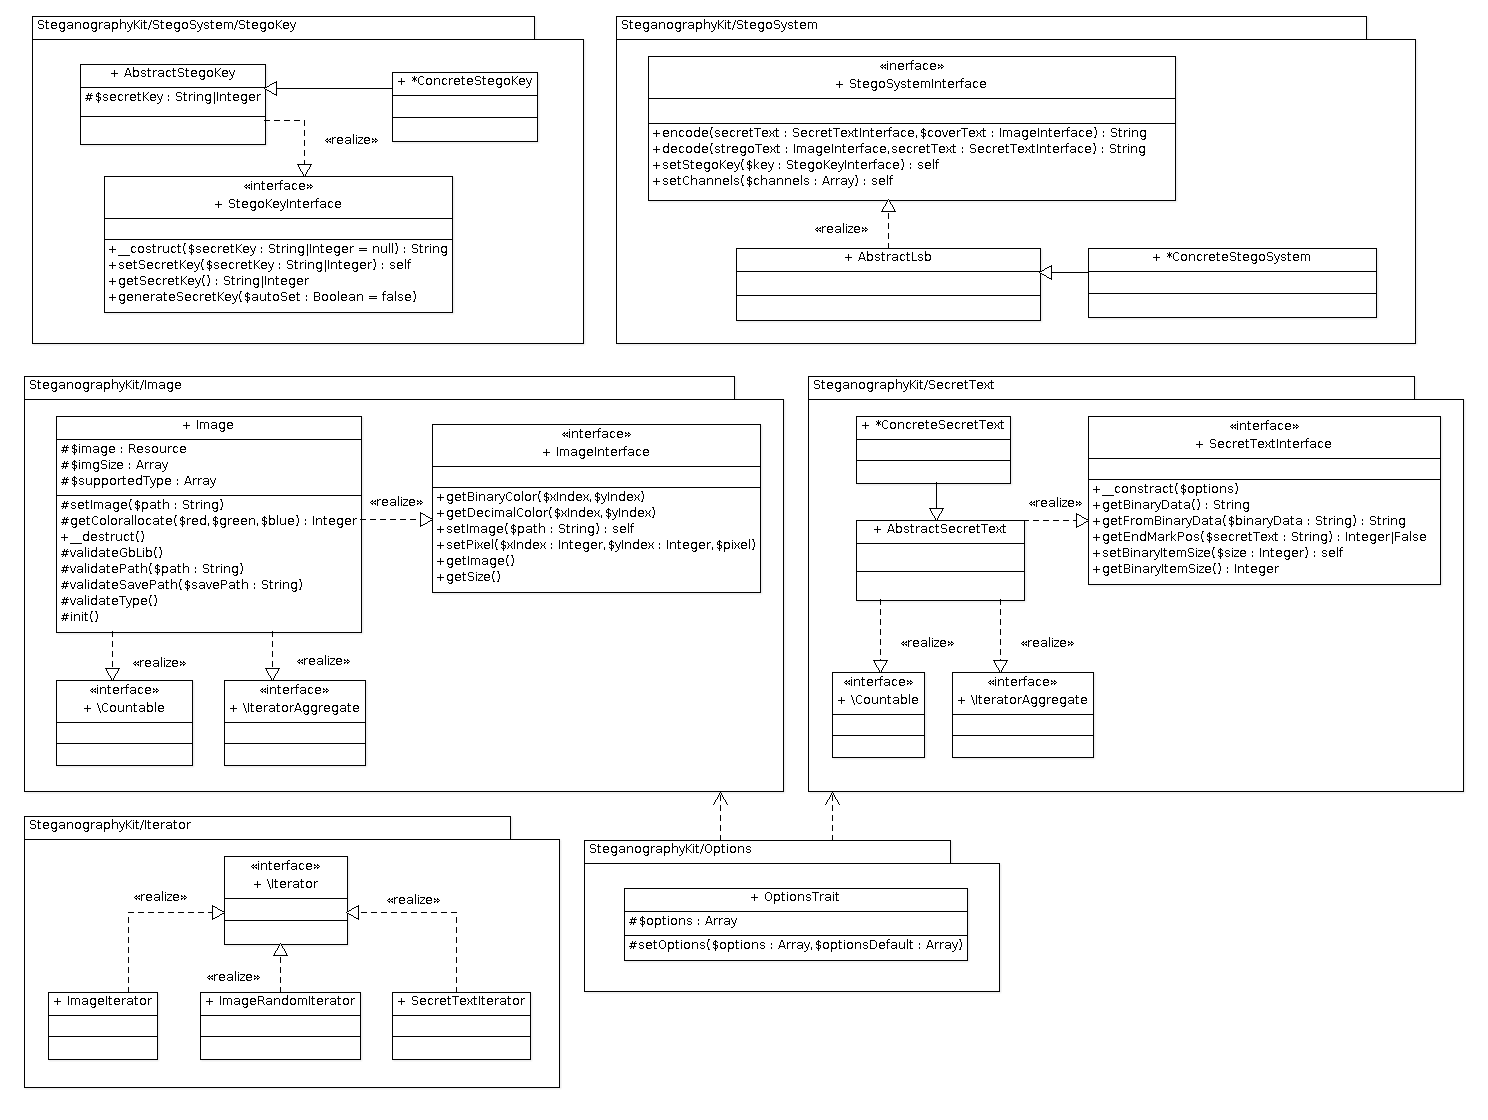 SteganographyKit/StegoSystem/StegoKey
+ AbstractStegoKey
#$secretKey : String|Integer
+ *ConcreteStegoKey
«realize»
«interface»
+ StegoKeyInterface
+__costruct($secretKey : String|Integer = null) : String
+setSecretKey($secretKey : String|Integer) : self
+getSecretKey() : String|Integer
+generateSecretKey($autoSet : Boolean = false)
SteganographyKit/StegoSystem
«inerface»
+ StegoSystemInterface
+encode(secretText : SecretTextInterface,$coverText : ImageInterface) : String
+decode(stregoText : ImageInterface,secretText : SecretTextInterface) : String
+setStegoKey($key : StegoKeyInterface) : self
+setChannels($channels : Array) : self
«realize»
+ AbstractLsb
+ *ConcreteStegoSystem
SteganographyKit/Image
+ Image
#$image : Resource
#$imgSize : Array
#$supportedType : Array
#setImage($path : String)
#getColorallocate($red,$green,$blue) : Integer
+__destruct()
#validateGbLib()
#validatePath($path : String)
#validateSavePath($savePath : String)
#validateType()
#init()
«realize»
«interface»
+ ImageInterface
+getBinaryColor($xIndex,$yIndex)
+getDecimalColor($xIndex,$yIndex)
+setImage($path : String) : self
+setPixel($xIndex : Integer,$yIndex : Integer,$pixel)
+getImage()
+getSize()
«realize»
«realize»
«interface»
+ \Countable
«interface»
+ \IteratorAggregate
SteganographyKit/SecretText
+ *ConcreteSecretText
+ AbstractSecretText
«realize»
«interface»
+ SecretTextInterface
+__constract($options)
+getBinaryData() : String
+getFromBinaryData($binaryData : String) : String
+getEndMarkPos($secretText : String) : Integer|False
+setBinaryItemSize($size : Integer) : self
+getBinaryItemSize() : Integer
«realize»
«realize»
«interface»
+ \Countable
«interface»
+ \IteratorAggregate
SteganographyKit/Iterator
«interface»
+ \Iterator
«realize»
«realize»
«realize»
+ ImageIterator
+ ImageRandomIterator
+ SecretTextIterator
SteganographyKit/Options
+ OptionsTrait
#$options : Array
#setOptions($options : Array,$optionsDefault : Array)